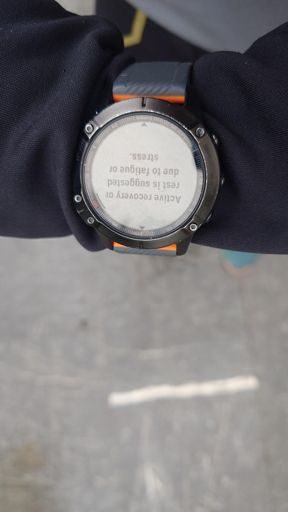 Active recovery or
rest is suggested
due to fatigue or
stress.